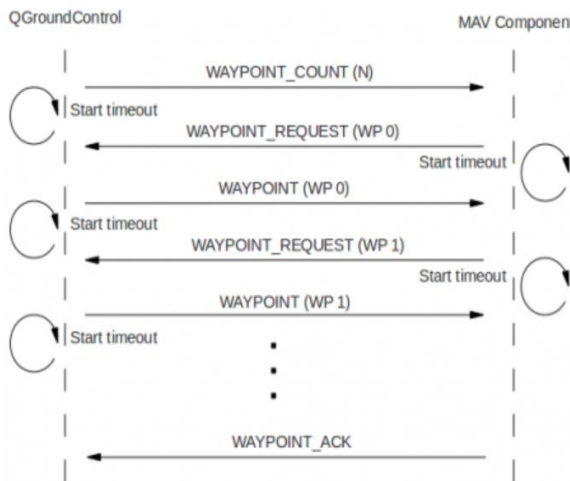 QGroundControl
MAV Component
WAYPOINT_COUNT (N)
Start timeout
WAYPOINT_REQUEST (WP 0)
Start timeout
WAYPOINT (WP 0)
Start timeout
WAYPOINT_REQUEST (WP 1)
Start timeout
WAYPOINT (WP 1)
Start timeout
WAYPOINT_ACK